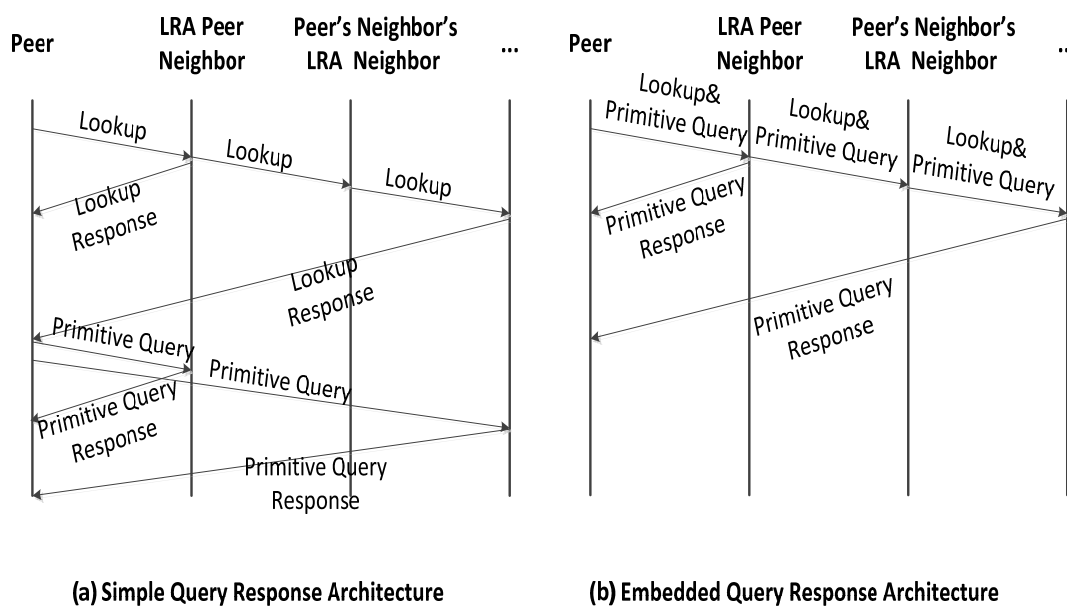 Peer
LRA Peer
Neighbor
Peer's Neighbor's
LRA Neighbor
...
Lookup
Lookup
Lookup
Lookup
Response
Lookup
Response
Primitive Query
Primitive Query
Primitive Query
Response
Primitive Query
Response
(a) Simple Query Response Architecture
Peer
LRA Peer
Neighbor
Peer's Neighbor's
LRA Neighbor
..
Lookup&
Primitive Query
Lookup&
Primitive Query
Lookup&
Primitive Query
Primitive Query
Response
Primitive Query
Response
(b) Embedded Query Response Architecture